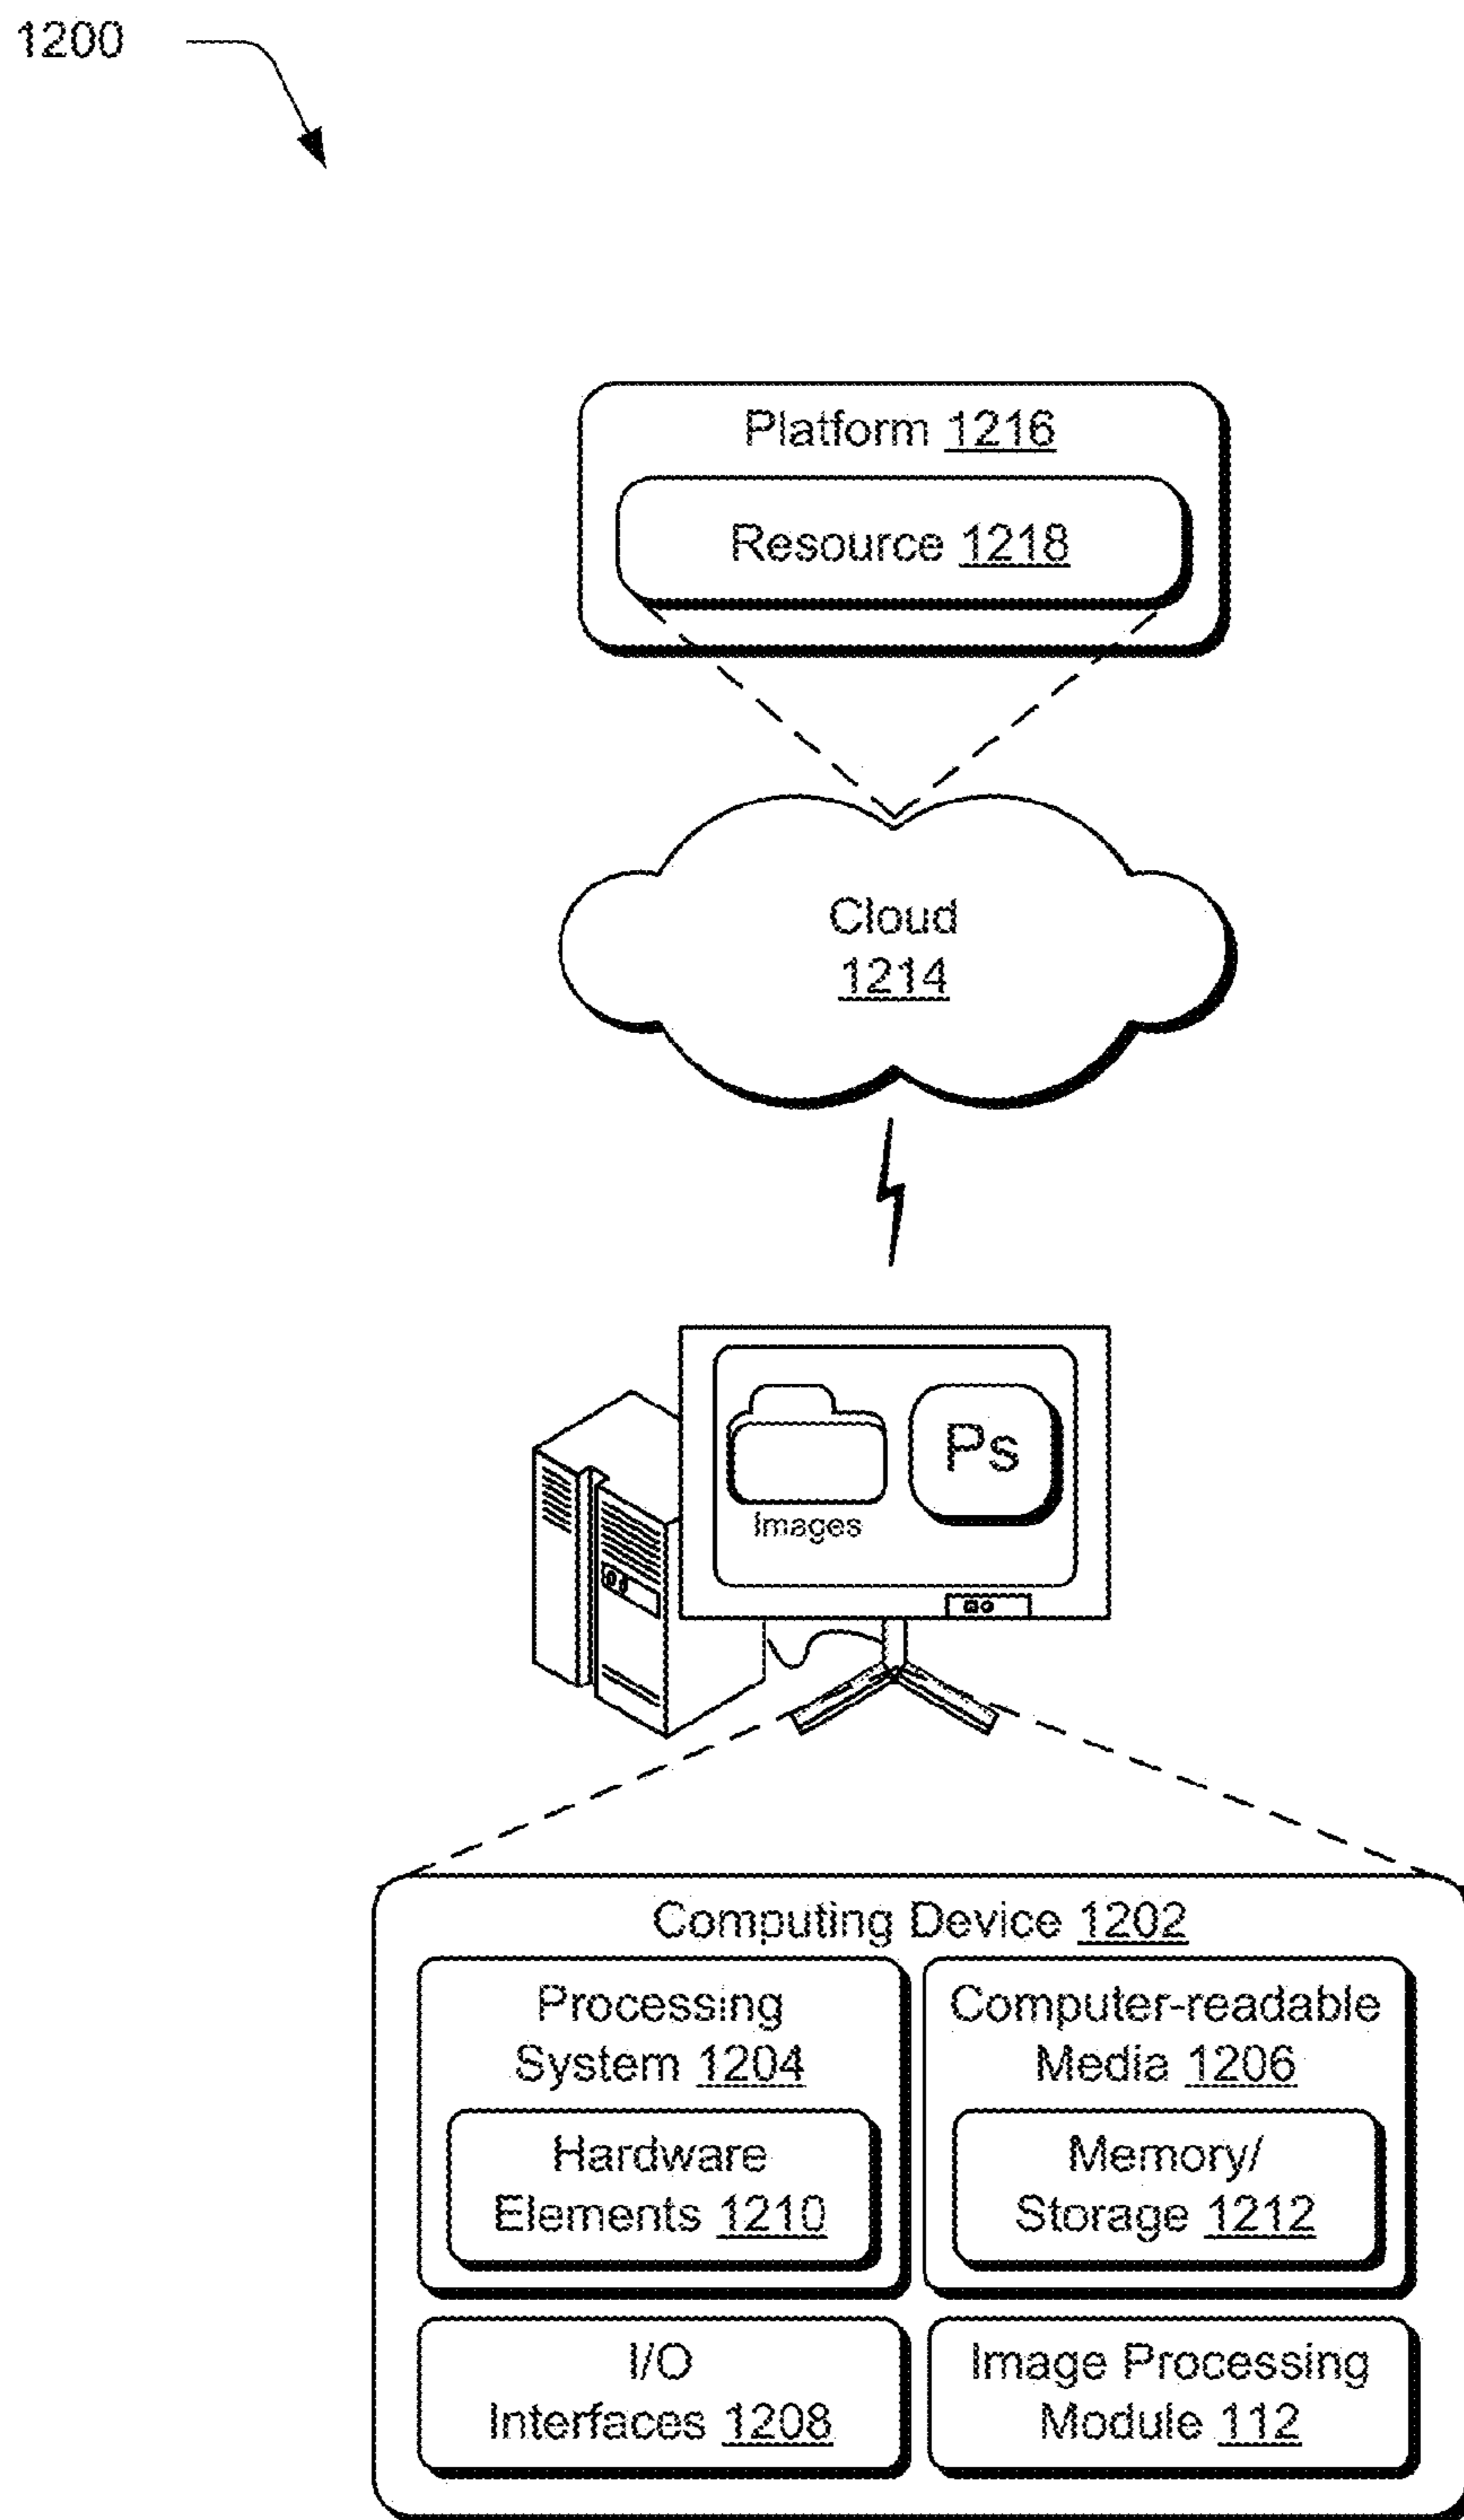 1200
Platform 1216
Resource 1218
Cloud
1214
Ps
Images
Computing Device 1202
Processing
System 1204
Hardware
Elements 1210
Computer-readable
Media 1206
Memory/
Storage 1212
I/O
Interfaces 1208
Image Processing
Module 112